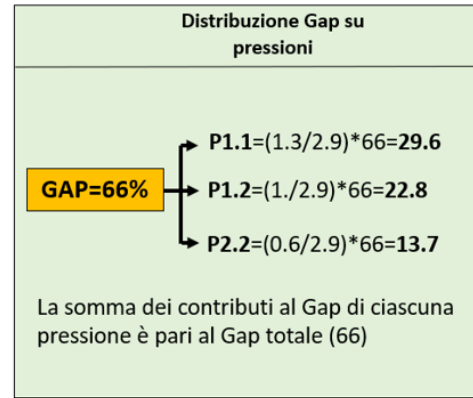 Distribuzione Gap su
pressioni
P1.1=(1.3/2.9)*66=29.6
GAP=66%
P1.2=(1./2.9)*66=22.8
P2.2=(0.6/2.9)*66=13.7
La somma dei contributi al Gap di ciascuna
pressione è pari al Gap totale (66)